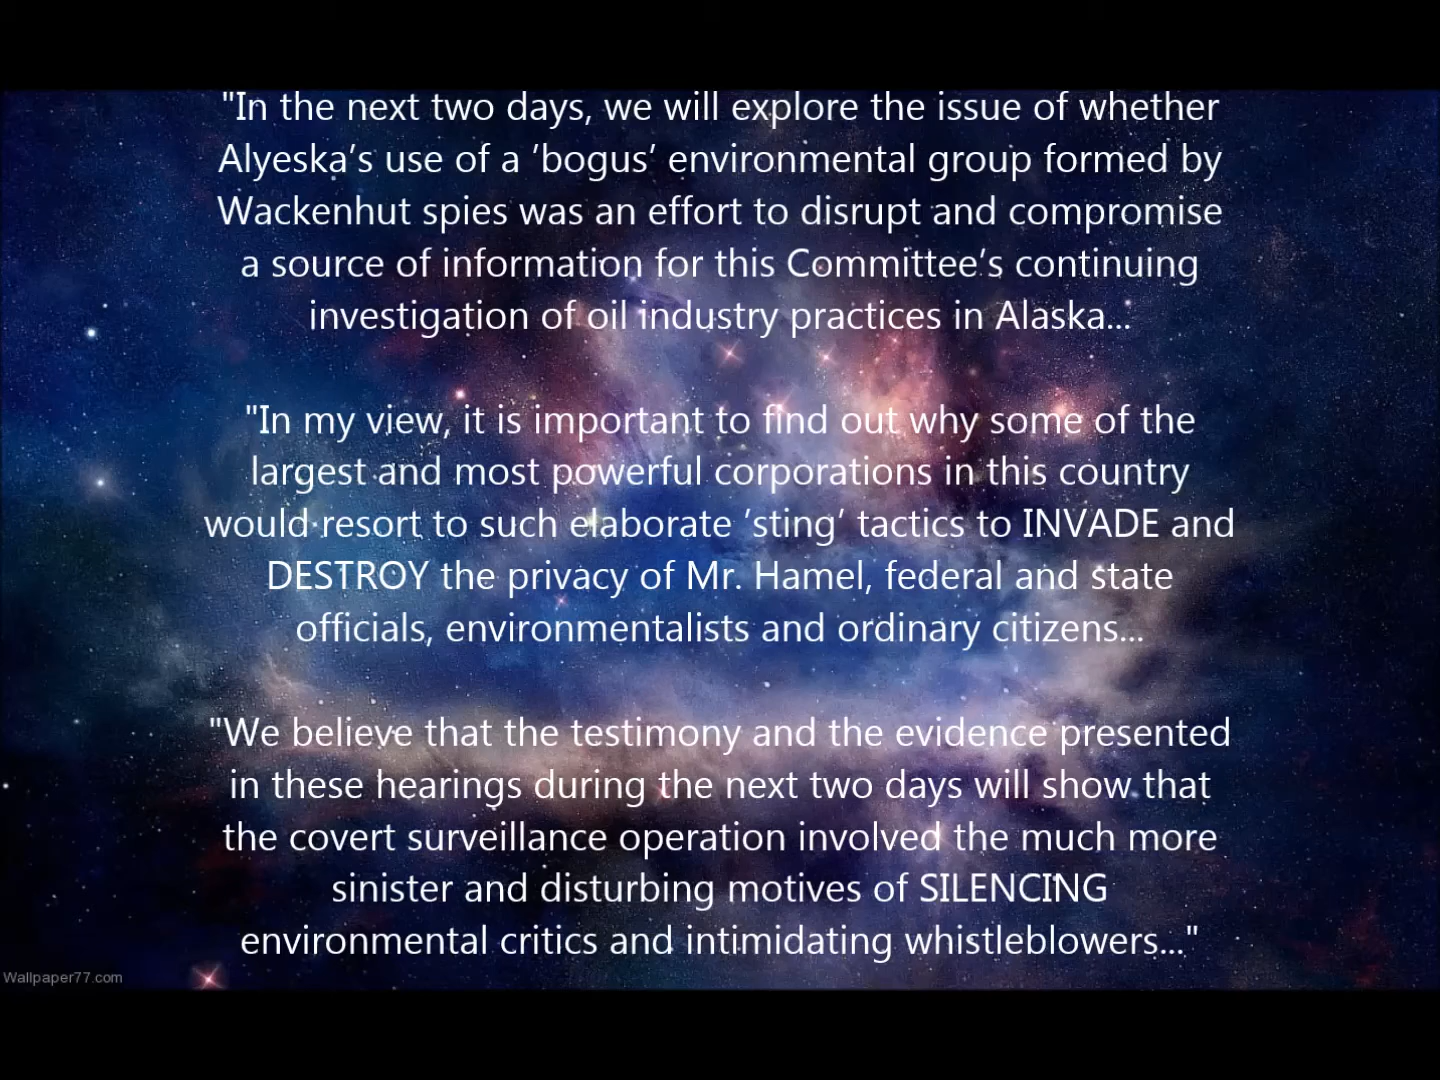 "In the next two days, we will explore the issue of whether
Alyeska's use of a 'bogus' environmental group formed by
Wackenhut spies was an effort to disrupt and compromise
a source of information for this Committee's continuing
investigation of oil industry practices in Alaska...
"In my view, it is important to find out why some of the
largest and most powerful corporations in this country
would resort to such elaborate 'sting' tactics to INVADE and
DESTROY the privacy of Mr. Hamel, federal and state
officials, environmentalists and ordinary citizens...
"We believe that the testimony and the evidence presented
in these hearings during the next two days will show that
the covert surveillance operation involved the much more
sinister and disturbing motives of SILENCING
environmental critics and intimidating whistleblowers..."
Wallpaper77.com